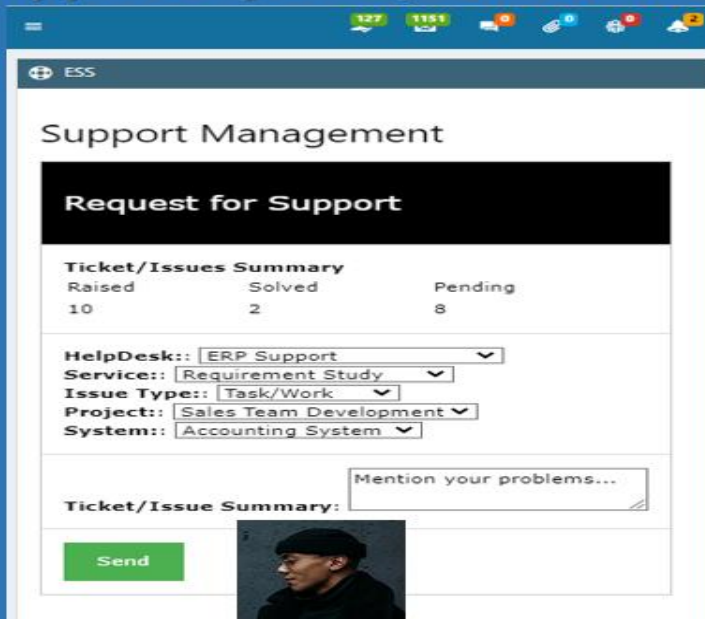 127 1151 0 0 0 2
ESS
Support Management
Request for Support
Ticket/Issues Summary
Raised Solved Pending
10 2 8
HelpDesk:: ERP Support
Service:: Requirement Study
Issue Type:: Task/Work
Project:: Sales Team Development
System:: Accounting System
Mention your problems...
Ticket/Issue Summary:
Send